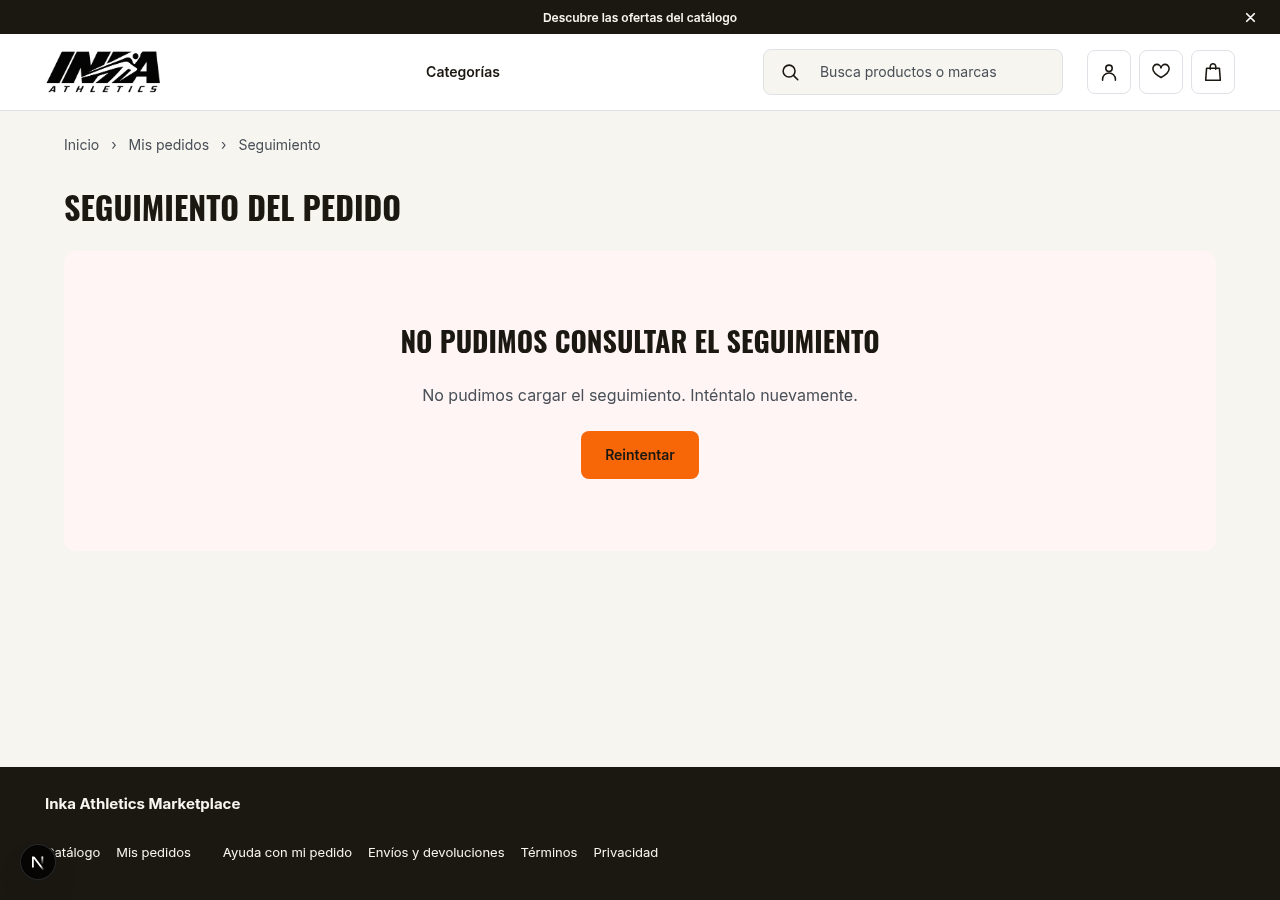 Descubre las ofertas del catálogo
INKA
ATHLETICS
Categorías
Busca productos o marcas
Inicio › Mis pedidos › Seguimiento
SEGUIMIENTO DEL PEDIDO
NO PUDIMOS CONSULTAR EL SEGUIMIENTO
No pudimos cargar el seguimiento. Inténtalo nuevamente.
Reintentar
Inka Athletics Marketplace
Catálogo Mis pedidos Ayuda con mi pedido Envíos y devoluciones Términos Privacidad
N